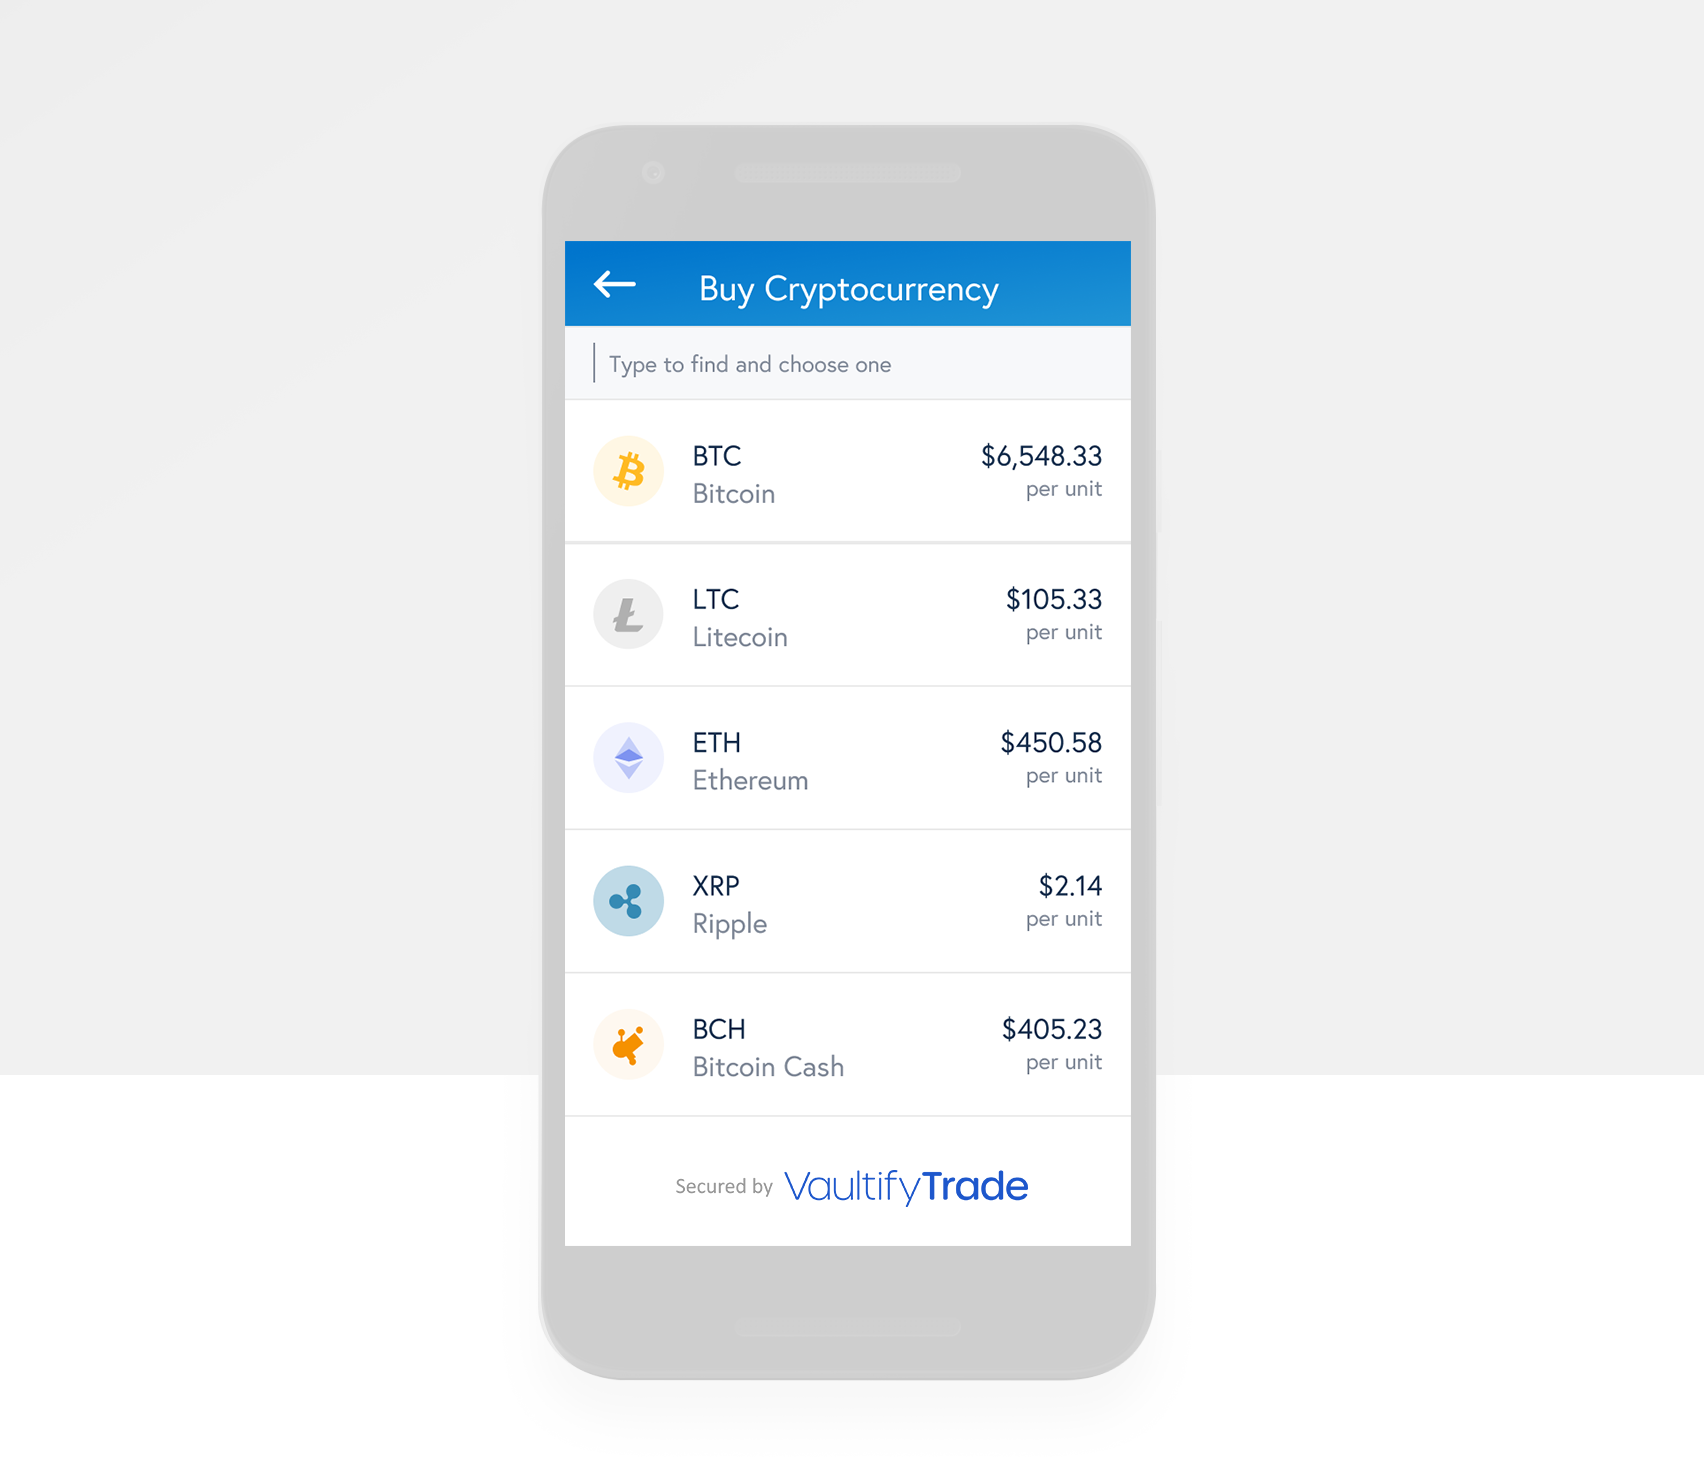 Buy Cryptocurrency
Type to find and choose one
BTC
$6,548.33
Bitcoin
per unit
LTC
$105.33
Litecoin
per unit
ETH
$450.58
Ethereum
per unit
XRP
$2.14
Ripple
per unit
BCH
$405.23
Bitcoin Cash
per unit
Secured by VaultifyTrade